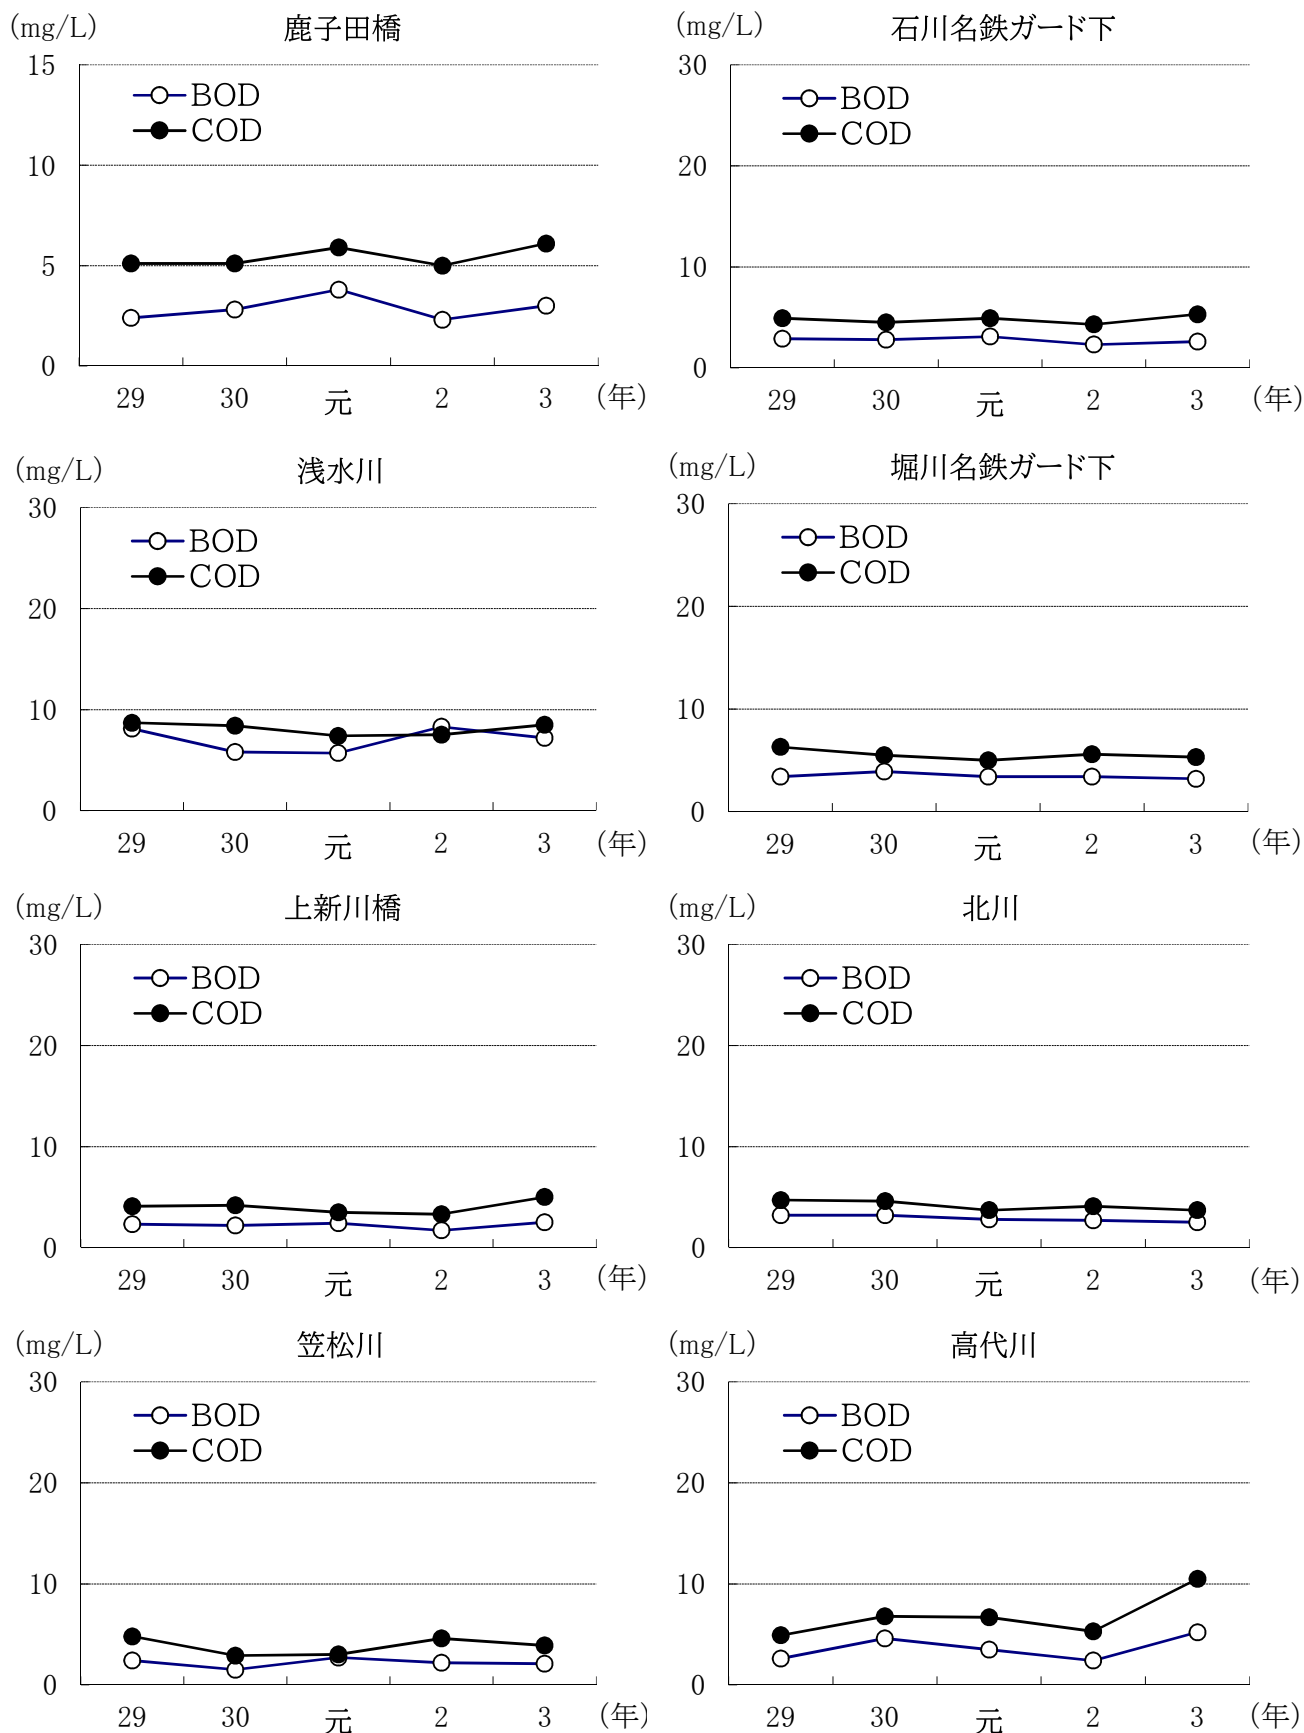 (mg/L) 鹿子田橋
15
BOD
COD
10
5
0
29 30 元 2 3 (年)
(mg/L) 石川名鉄ガード下
30
BOD
COD
20
10
0
29 30 元 2 3 (年)
(mg/L) 浅水川
30
BOD
COD
20
10
0
29 30 元 2 3 (年)
(mg/L) 堀川名鉄ガード下
30
BOD
COD
20
10
0
29 30 元 2 3 (年)
(mg/L) 上新川橋
30
BOD
COD
20
10
0
29 30 元 2 3 (年)
(mg/L) 北川
30
BOD
COD
20
10
0
29 30 元 2 3 (年)
(mg/L) 笠松川
30
BOD
COD
20
10
0
29 30 元 2 3 (年)
(mg/L) 高代川
30
BOD
COD
20
10
0
29 30 元 2 3 (年)